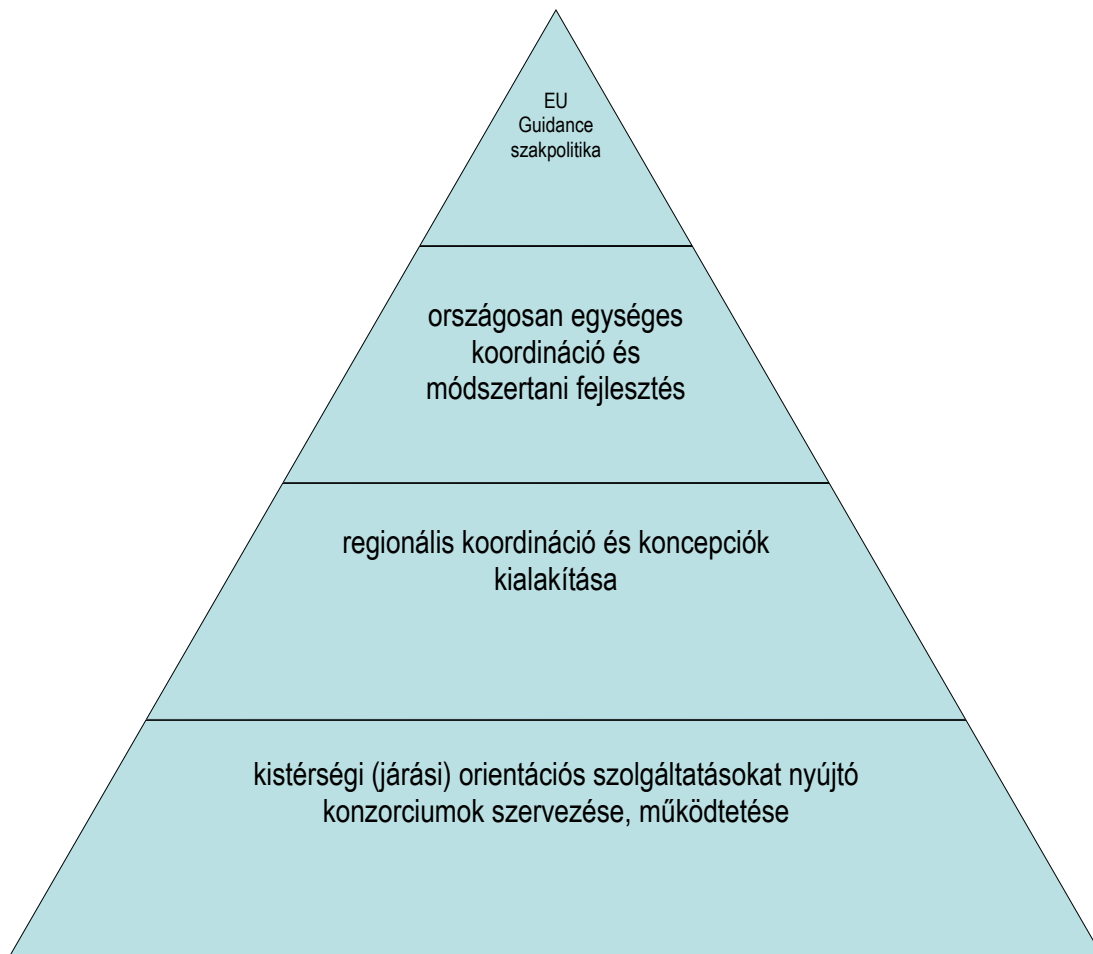 EU
Guidance
szakpolitika
országosan egységes
koordináció és
módszertani fejlesztés
regionális koordináció és koncepciók
kialakítása
kistérségi (járási) orientációs szolgáltatásokat nyújtó
konzorciumok szervezése, működtetése